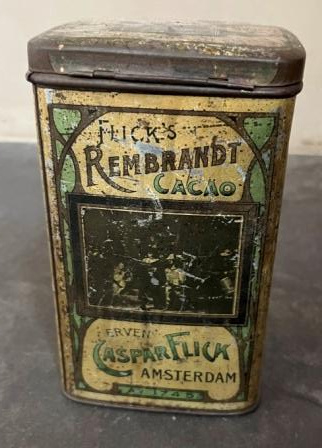 FLICK'S
REMBRANDT
CACAO
ERVEN
CASPAR FLICK
AMSTERDAM